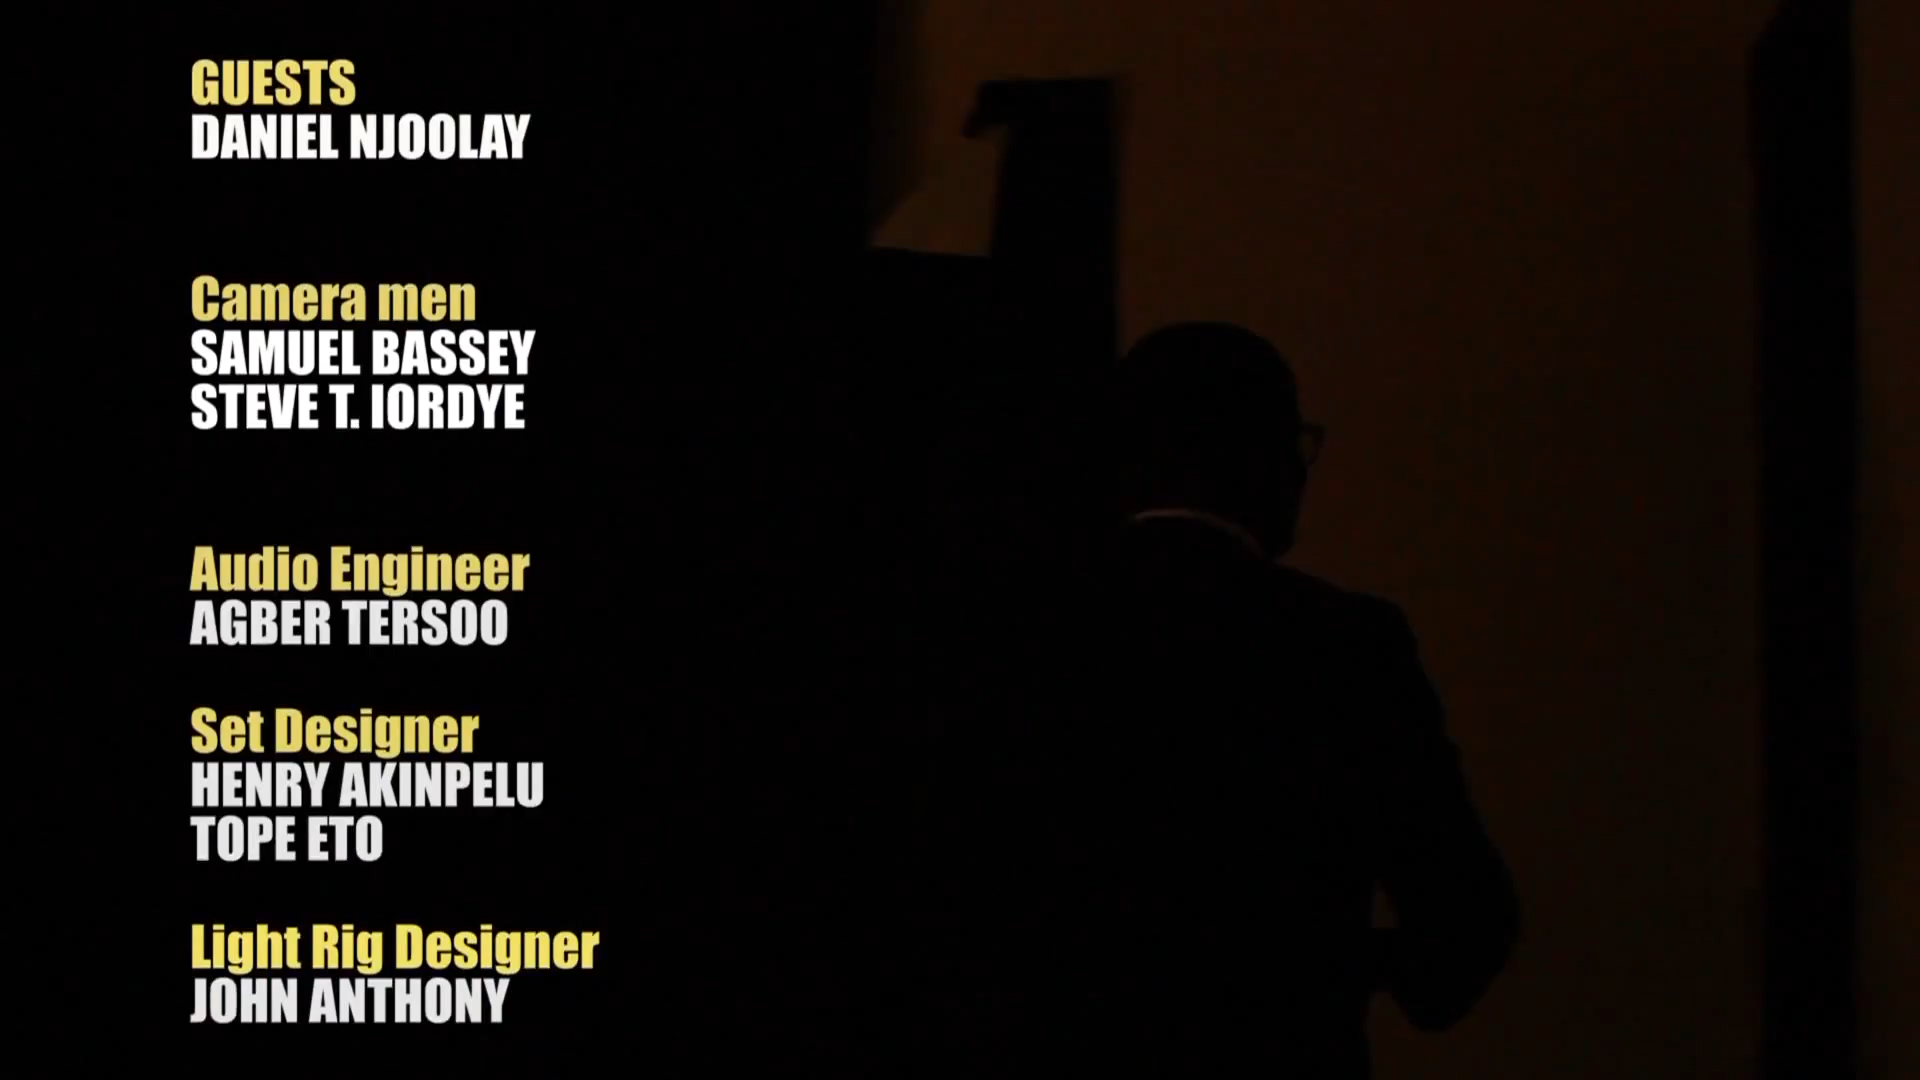 GUESTS
DANIEL NJOOLAY
Camera men
SAMUEL BASSEY
STEVE T. IORDYE
Audio Engineer
AGBER TERSOO
Set Designer
HENRY AKINPELU
TOPE ETO
Light Rig Designer
JOHN ANTHONY